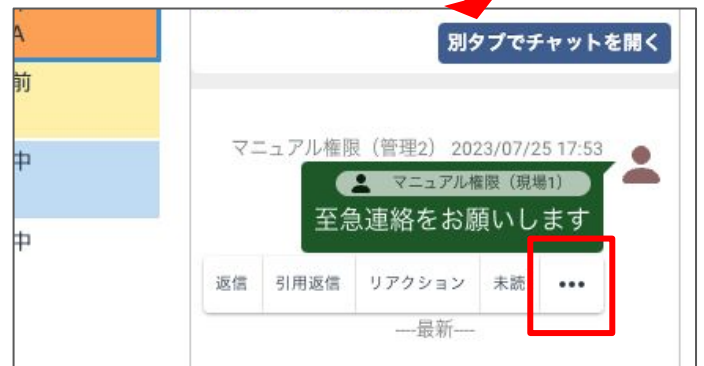 A
前
中
中
別タブでチャットを開く
マニュアル権限（管理2） 2023/07/25 17:53
マニュアル権限（現場1）
至急連絡をお願いします
返信 引用返信 リアクション 未読 •••
----最新----